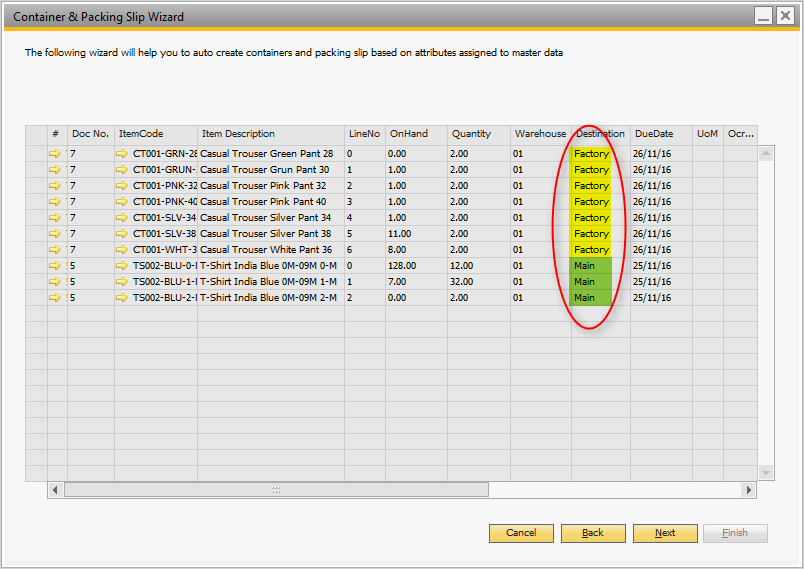 Container & Packing Slip Wizard
The following wizard will help you to auto create containers and packing slip based on attributes assigned to master data
# Doc No. ItemCode Item Description LineNo OnHand Quantity Warehouse Destination DueDate UoM Ocr...
7 CT001-GRN-28 Casual Trouser Green Pant 28 0 0.00 2.00 01 Factory 26/11/16
7 CT001-GRUN- Casual Trouser Grun Pant 30 1 1.00 2.00 01 Factory 26/11/16
7 CT001-PNK-32 Casual Trouser Pink Pant 32 2 1.00 2.00 01 Factory 26/11/16
7 CT001-PNK-40 Casual Trouser Pink Pant 40 3 1.00 2.00 01 Factory 26/11/16
7 CT001-SLV-34 Casual Trouser Silver Pant 34 4 1.00 2.00 01 Factory 26/11/16
7 CT001-SLV-38 Casual Trouser Silver Pant 38 5 11.00 2.00 01 Factory 26/11/16
7 CT001-WHT-3 Casual Trouser White Pant 36 6 8.00 2.00 01 Factory 26/11/16
5 TS002-BLU-0- T-Shirt India Blue 0M-09M 0-M 0 128.00 12.00 01 Main 25/11/16
5 TS002-BLU-1- T-Shirt India Blue 0M-09M 1-M 1 7.00 32.00 01 Main 25/11/16
5 TS002-BLU-2- T-Shirt India Blue 0M-09M 2-M 2 0.00 2.00 01 Main 25/11/16
Cancel Back Next Finish